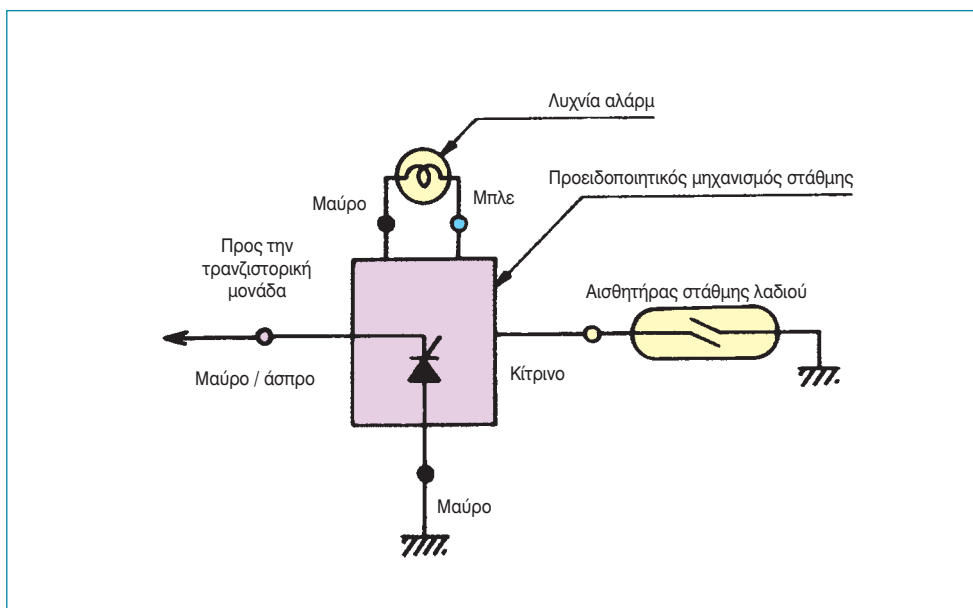 Λυχνία αλάρμ
Προειδοποιητικός μηχανισμός στάθμης
Μαύρο
Μπλε
Προς την
τρανζιστορική
μονάδα
Αισθητήρας στάθμης λαδιού
Μαύρο / άσπρο
Κίτρινο
Μαύρο